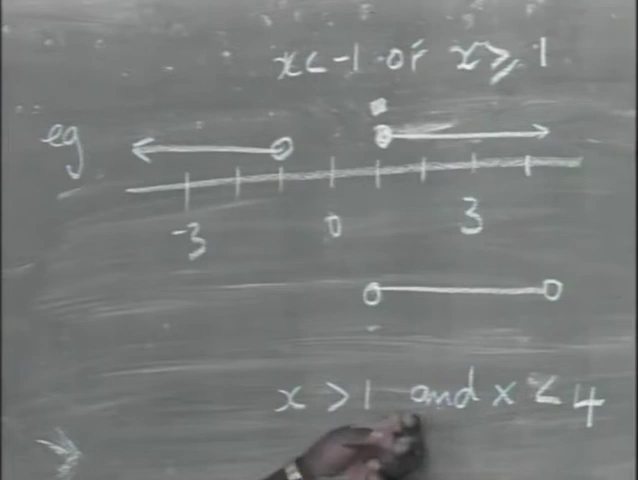 x < -1 or x ≥ 1
eg
-3 0 3
x > 1 and x < 4